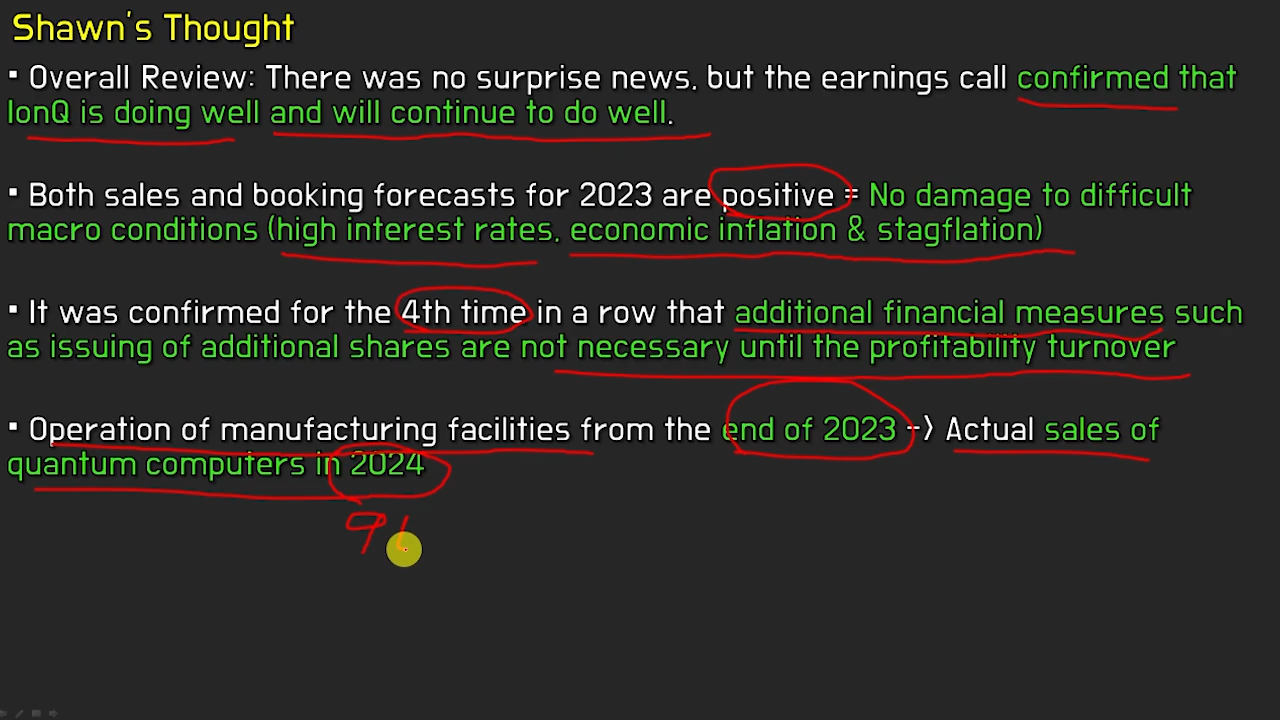 Shawn's Thought
▪ Overall Review: There was no surprise news, but the earnings call confirmed that
IonQ is doing well and will continue to do well.
▪ Both sales and booking forecasts for 2023 are positive = No damage to difficult
macro conditions (high interest rates, economic inflation & stagflation)
▪ It was confirmed for the 4th time in a row that additional financial measures such
as issuing of additional shares are not necessary until the profitability turnover
▪ Operation of manufacturing facilities from the end of 2023 -> Actual sales of
quantum computers in 2024